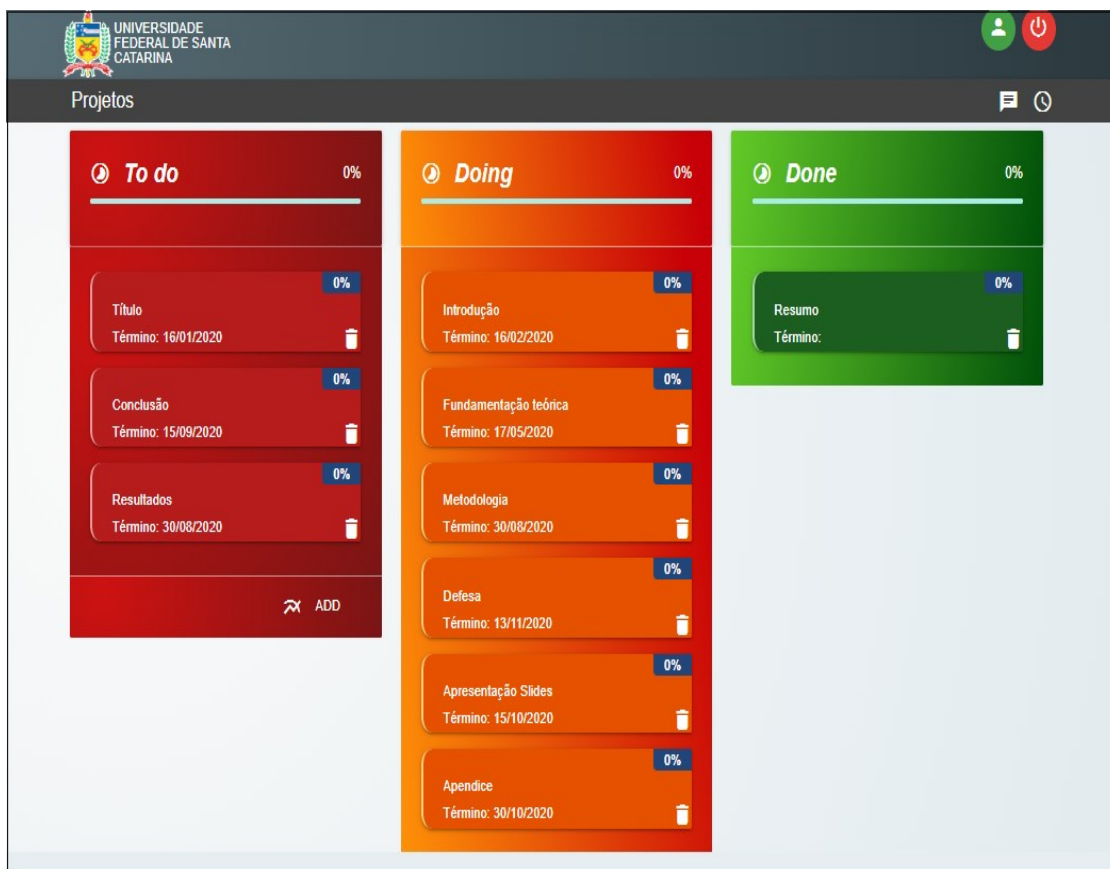 UNIVERSIDADE
FEDERAL DE SANTA
CATARINA
Projetos
To do 0%
0%
Título
Término: 16/01/2020
0%
Conclusão
Término: 15/09/2020
0%
Resultados
Término: 30/08/2020
ADD
Doing 0%
0%
Introdução
Término: 16/02/2020
0%
Fundamentação teórica
Término: 17/05/2020
0%
Metodologia
Término: 30/08/2020
0%
Defesa
Término: 13/11/2020
0%
Apresentação Slides
Término: 15/10/2020
0%
Apendice
Término: 30/10/2020
Done 0%
0%
Resumo
Término: